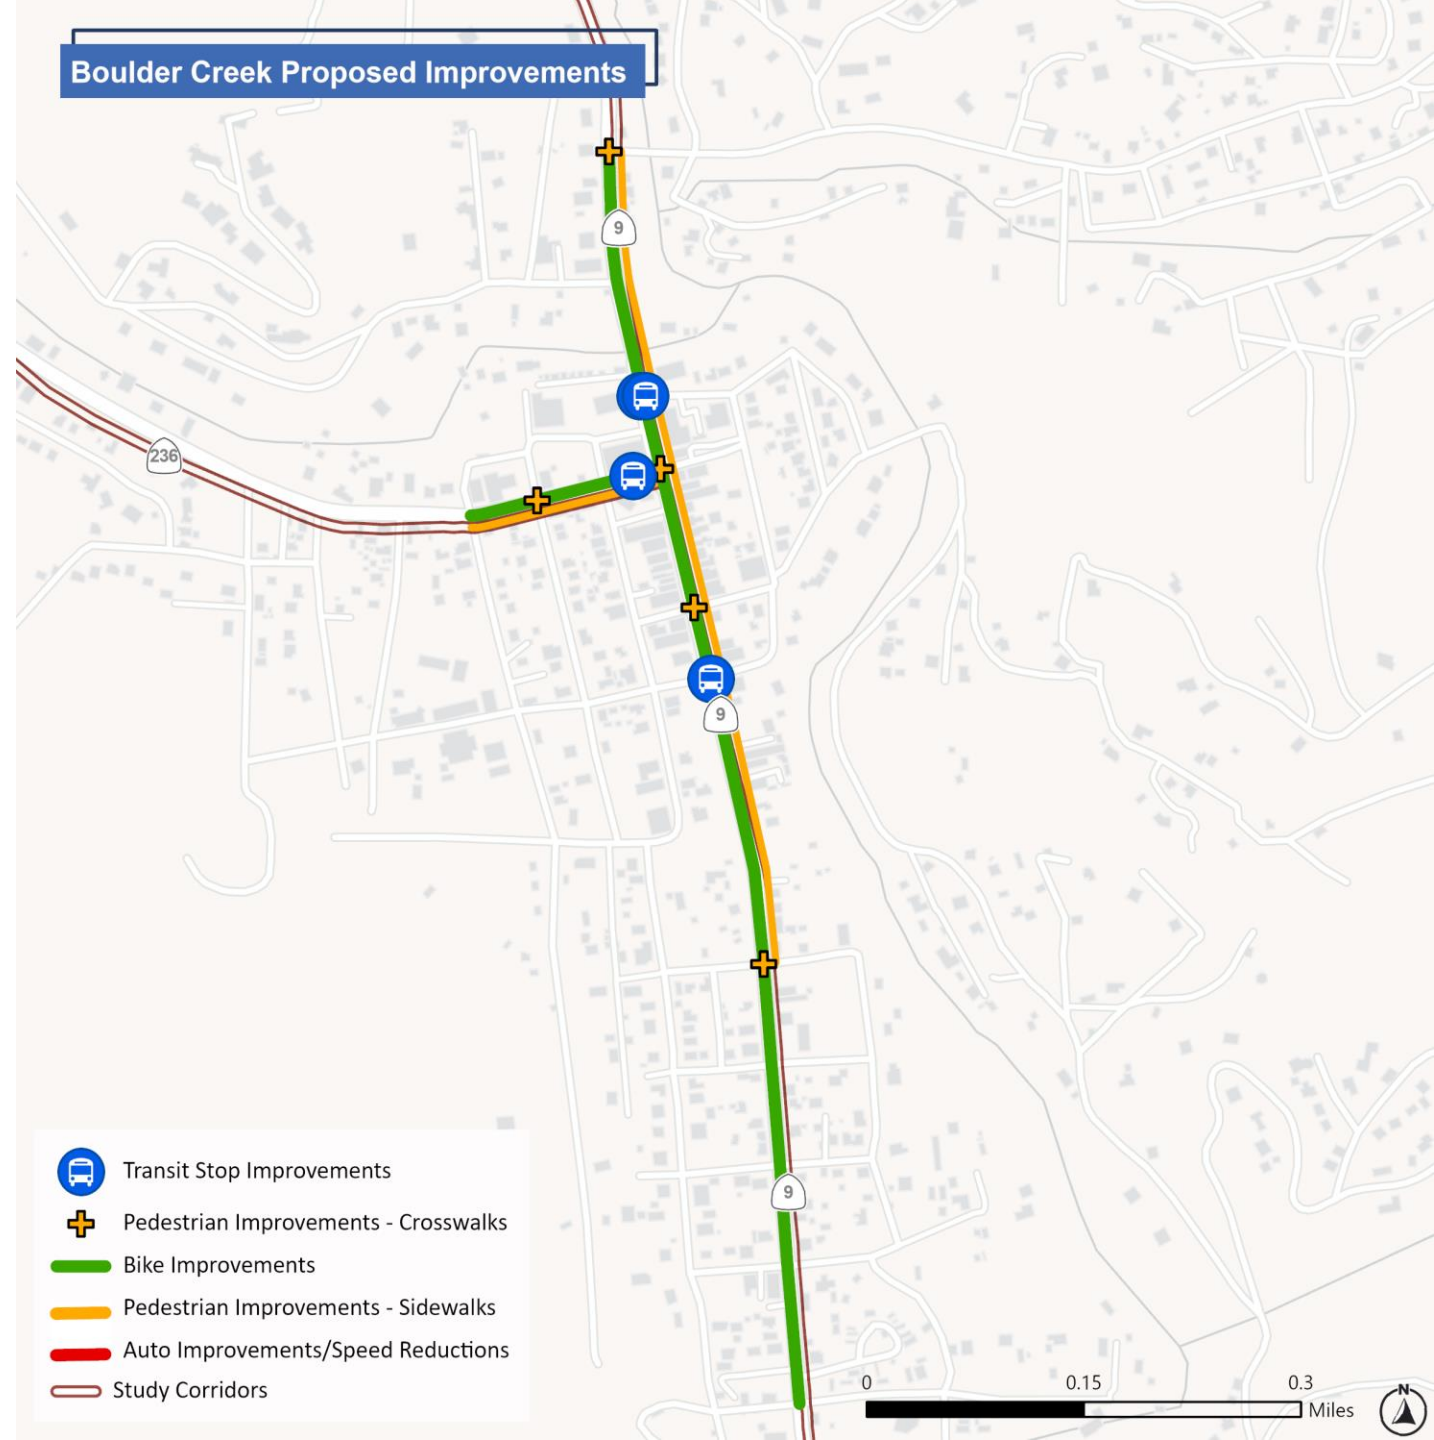 Boulder Creek Proposed Improvements
9
236
9
9
Transit Stop Improvements
Pedestrian Improvements - Crosswalks
Bike Improvements
Pedestrian Improvements - Sidewalks
Auto Improvements/Speed Reductions
Study Corridors
0 0.15 0.3
Miles
N